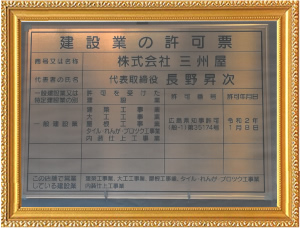 建設業の許可票
商号又は名称 株式会社 三州屋
代表者の氏名 代表取締役 長野昇次
一般建設業又は特定建設業の別 許可を受けた建設業 許可番号 許可年月日
一般建設業
建築工事業
大工工事業
屋根工事業
タイル・れんが・ブロック工事業
内装仕上工事業
広島県知事許可
令和2年
1月8日
この店舗で営業している建設業
建築工事業、大工工事業、屋根工事業、タイル・れんが・ブロック工事業
内装仕上工事業